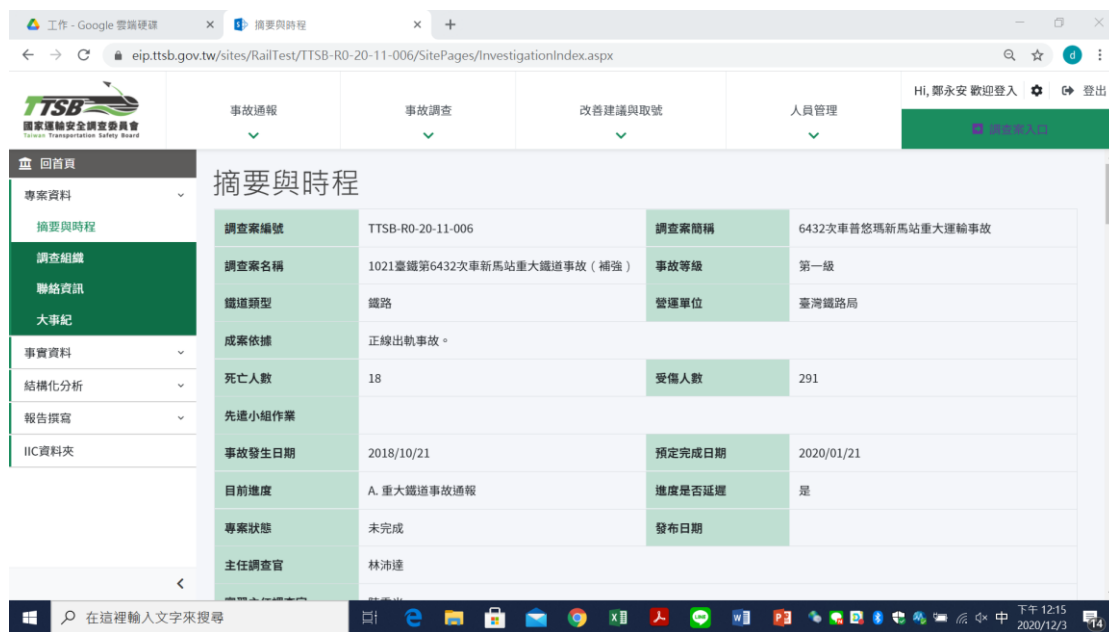 工作 - Google 雲端硬碟
摘要與時程
eip.ttsb.gov.tw/sites/RailTest/TTSB-R0-20-11-006/SitePages/InvestigationIndex.aspx
d
TTSB
國家運輸安全調查委員會
Taiwan Transportation Safety Board
事故通報
事故調查
改善建議與取號
人員管理
Hi, 鄭永安 歡迎登入
登出
調查案入口
回首頁
專案資料
摘要與時程
調查組織
聯絡資訊
大事紀
事實資料
結構化分析
報告撰寫
IIC資料夾
摘要與時程
調查案編號 TTSB-R0-20-11-006 調查案簡稱 6432次車普悠瑪新馬站重大運輸事故
調查案名稱 1021臺鐵第6432次車新馬站重大鐵道事故（補強） 事故等級 第一級
鐵道類型 鐵路 營運單位 臺灣鐵路局
成案依據 正線出軌事故。
死亡人數 18 受傷人數 291
先遣小組作業
事故發生日期 2018/10/21 預定完成日期 2020/01/21
目前進度 A. 重大鐵道事故通報 進度是否延遲 是
專案狀態 未完成 發布日期
主任調查官 林沛達
在這裡輸入文字來搜尋
中
下午 12:15
2020/12/3
14